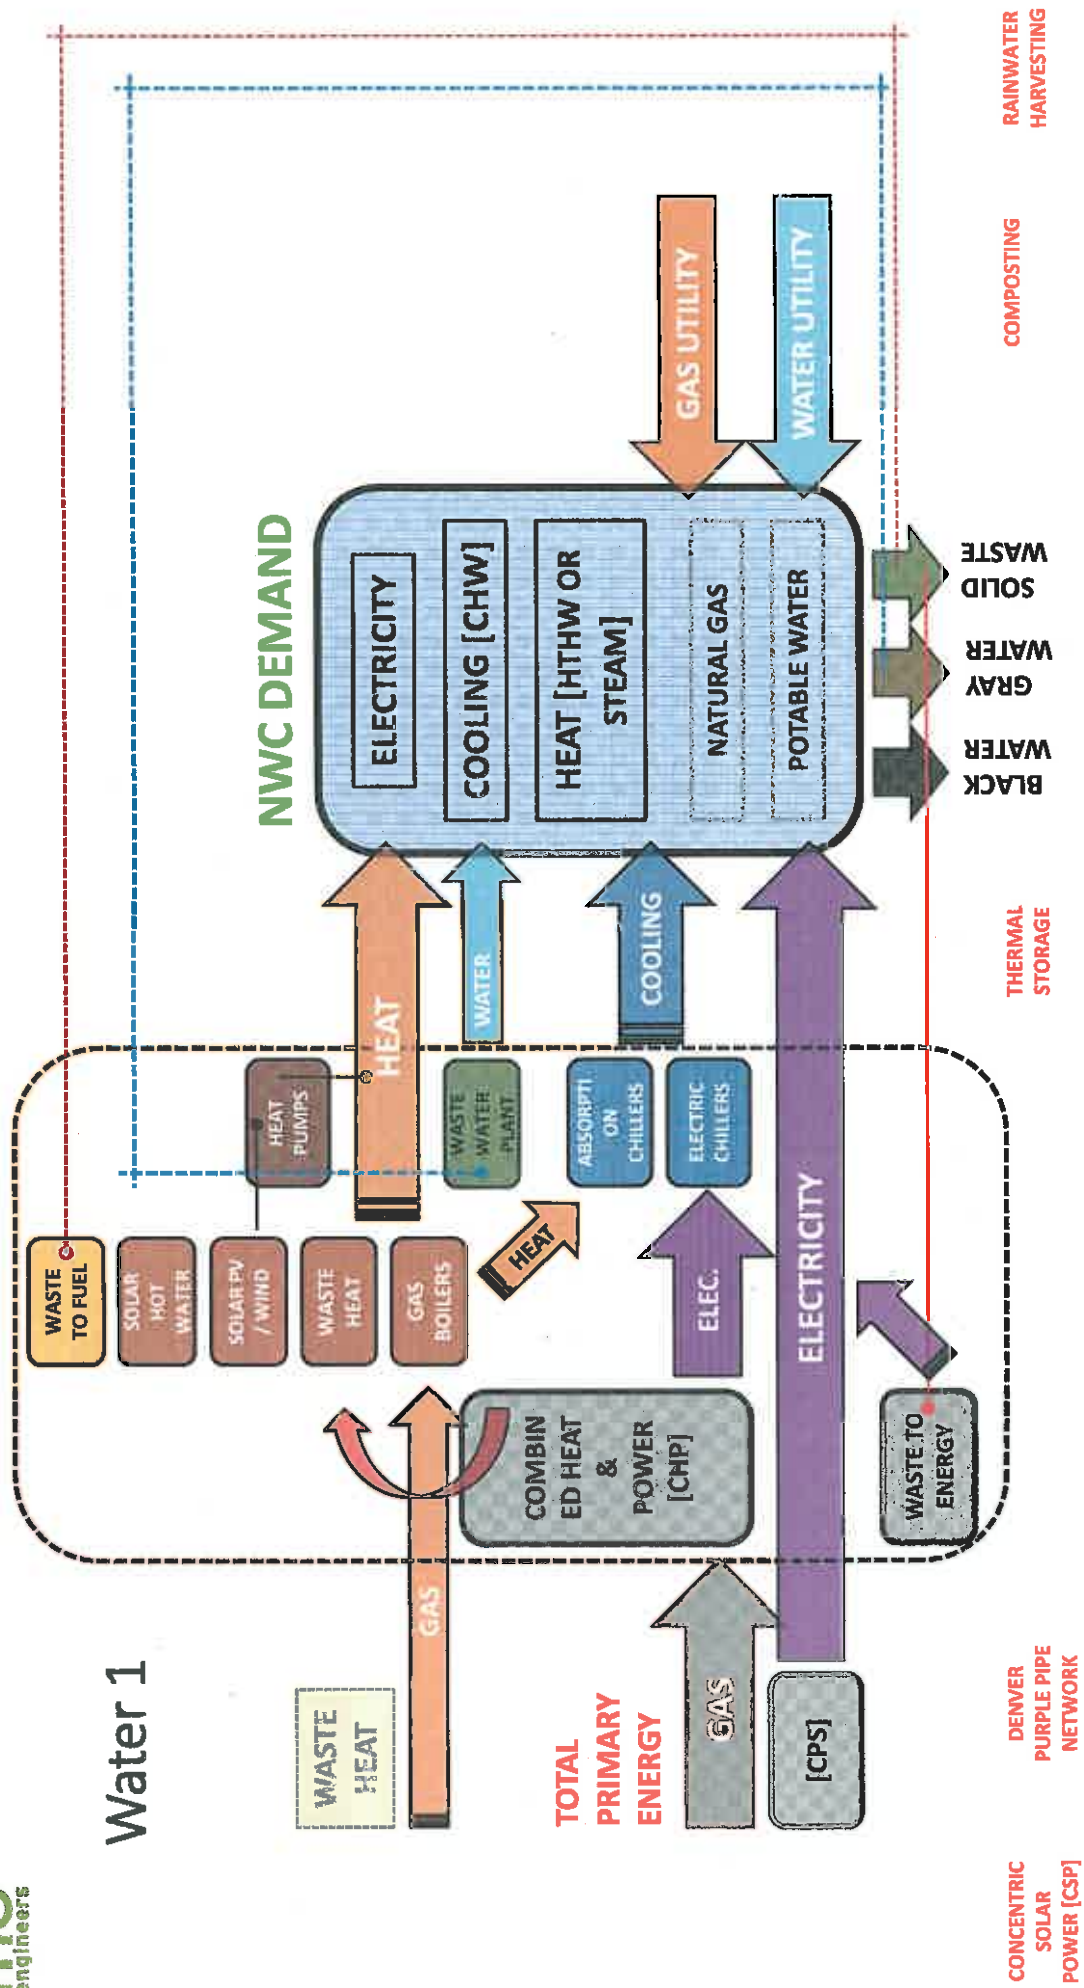 engineers
Water 1
WASTE
HEAT
GAS
TOTAL
PRIMARY
ENERGY
GAS
[CPS]
WASTE
TO FUEL
SOLAR
HOT
WATER
SOLAR PV
/ WIND
WASTE
HEAT
GAS
BOILERS
HEAT
PUMPS
HEAT
WASTE
WATER
PLANT
WATER
HEAT
ABSORPTI
ON
CHILLERS
ELECTRIC
CHILLERS
COOLING
COMBIN
ED HEAT
&
POWER
[CHP]
ELEC.
ELECTRICITY
WASTE TO
ENERGY
NWC DEMAND
ELECTRICITY
COOLING [CHW]
HEAT [HTHW OR
STEAM]
NATURAL GAS
POTABLE WATER
GAS UTILITY
WATER UTILITY
BLACK
WATER
GRAY
WATER
SOLID
WASTE
CONCENTRIC
SOLAR
POWER [CSP]
DENVER
PURPLE PIPE
NETWORK
THERMAL
STORAGE
COMPOSTING
RAINWATER
HARVESTING